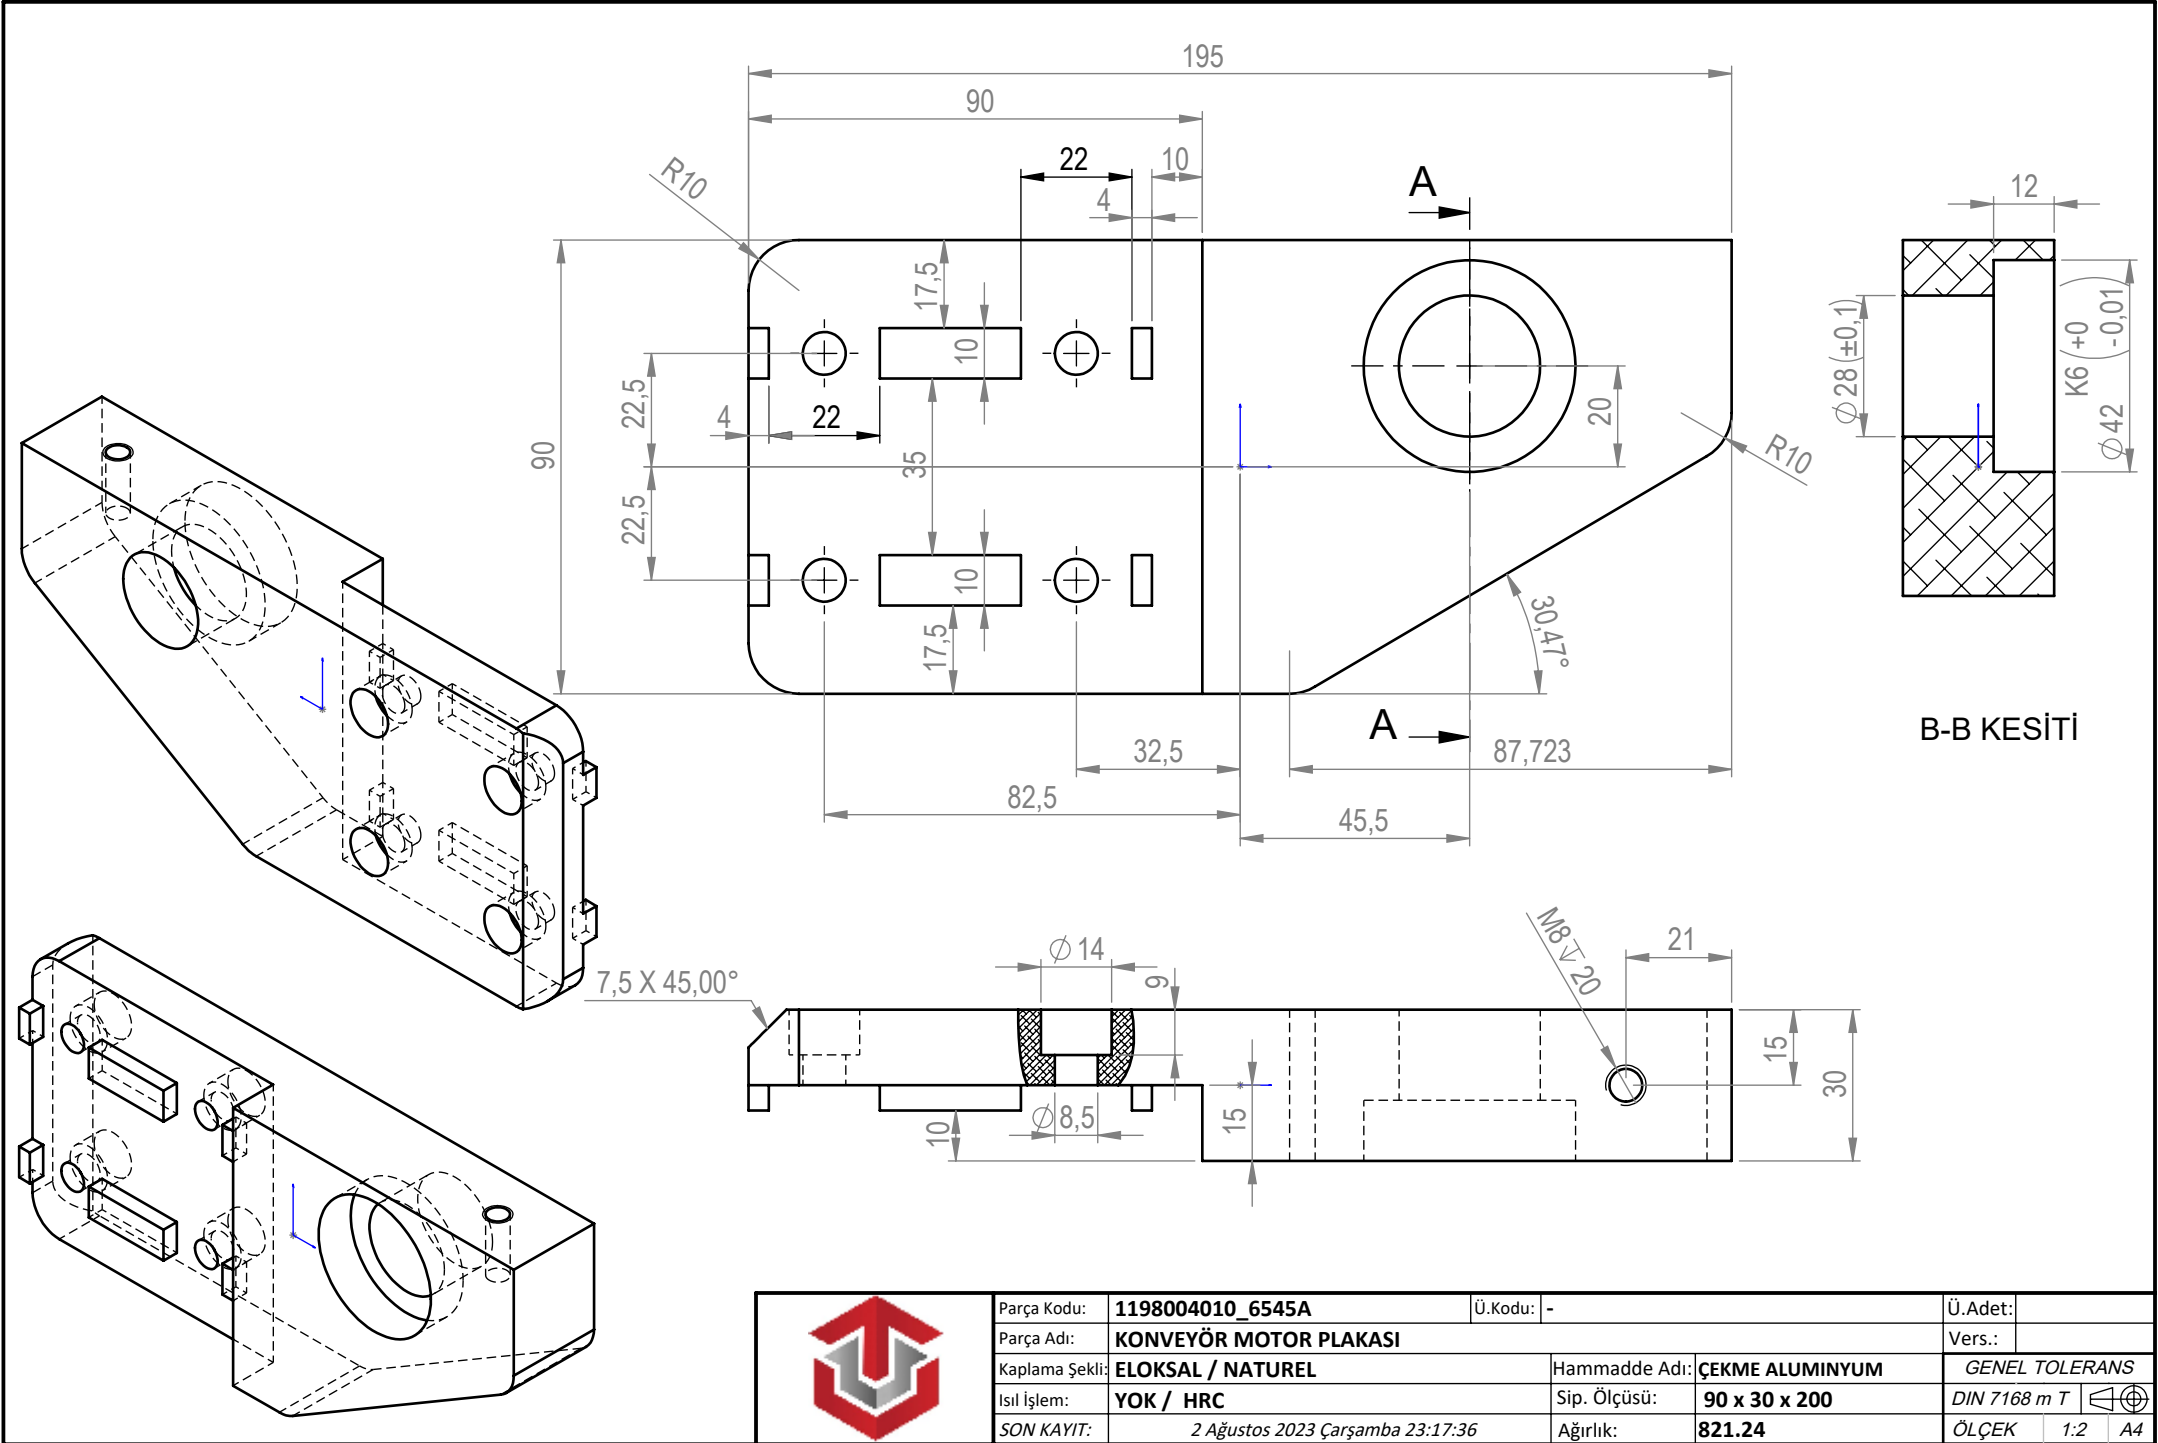 195
90
22
10
4
R10
A
12
17,5
10
22,5
4
22
90
35
20
R10
Ø28 (±0,1)
K6 ( +0 -0,01 )
Ø42
22,5
10
17,5
30,47°
A
B-B KESİTİ
32,5
87,723
82,5
45,5
7,5 X 45,00°
Ø 14
9
M8 ↧ 20
21
15
30
10
Ø8,5
15
Parça Kodu: 1198004010_6545A Ü.Kodu: - Ü.Adet:
Parça Adı: KONVEYÖR MOTOR PLAKASI Vers.:
Kaplama Şekli: ELOKSAL / NATUREL Hammadde Adı: ÇEKME ALUMINYUM GENEL TOLERANS
Isıl İşlem: YOK / HRC Sip. Ölçüsü: 90 x 30 x 200 DIN 7168 m T
SON KAYIT: 2 Ağustos 2023 Çarşamba 23:17:36 Ağırlık: 821.24 ÖLÇEK 1:2 A4